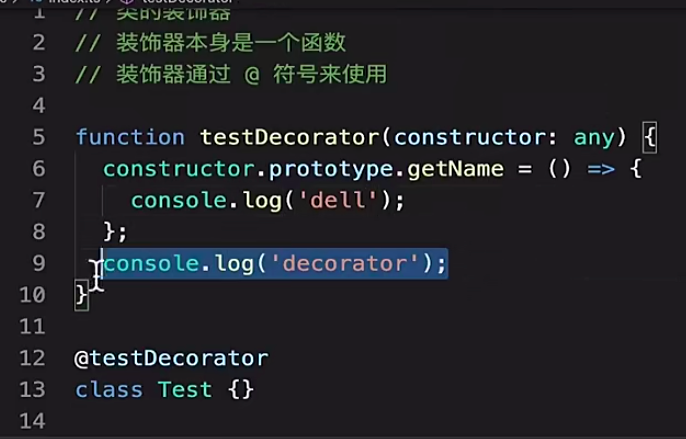 index.ts testDecorator
1 // 类的装饰器
2 // 装饰器本身是一个函数
3 // 装饰器通过 @ 符号来使用
4
5 function testDecorator(constructor: any) {
6 constructor.prototype.getName = () => {
7 console.log('dell');
8 };
9 console.log('decorator');
10 }
11
12 @testDecorator
13 class Test {}
14